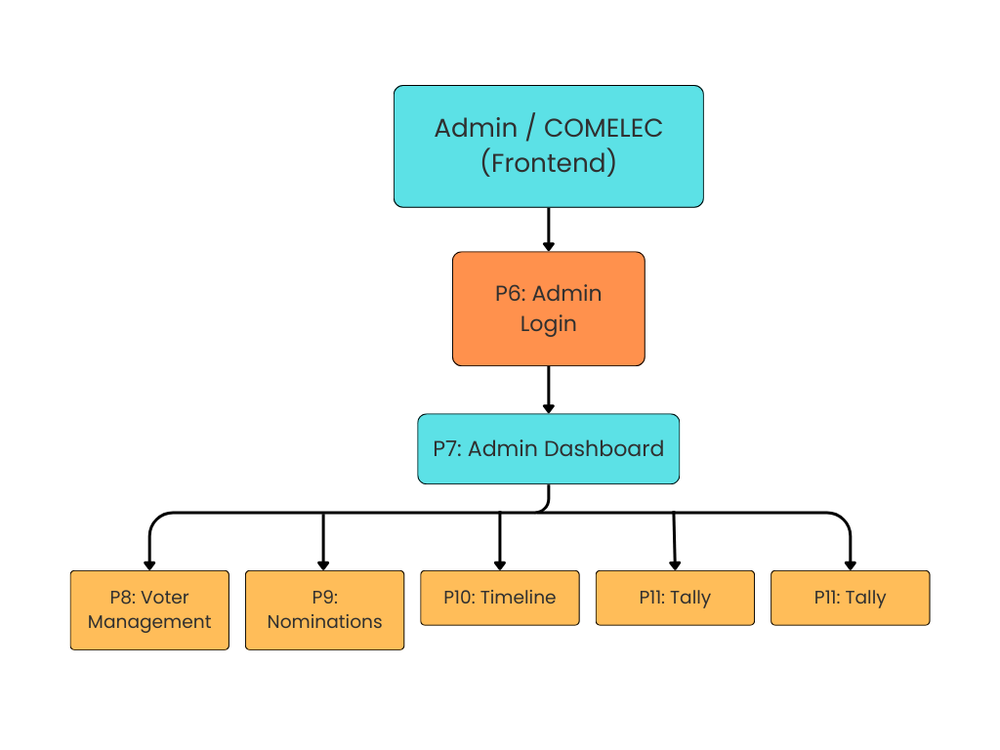 Admin / COMELEC
(Frontend)
P6: Admin
Login
P7: Admin Dashboard
P8: Voter
Management
P9:
Nominations
P10: Timeline
P11: Tally
P11: Tally